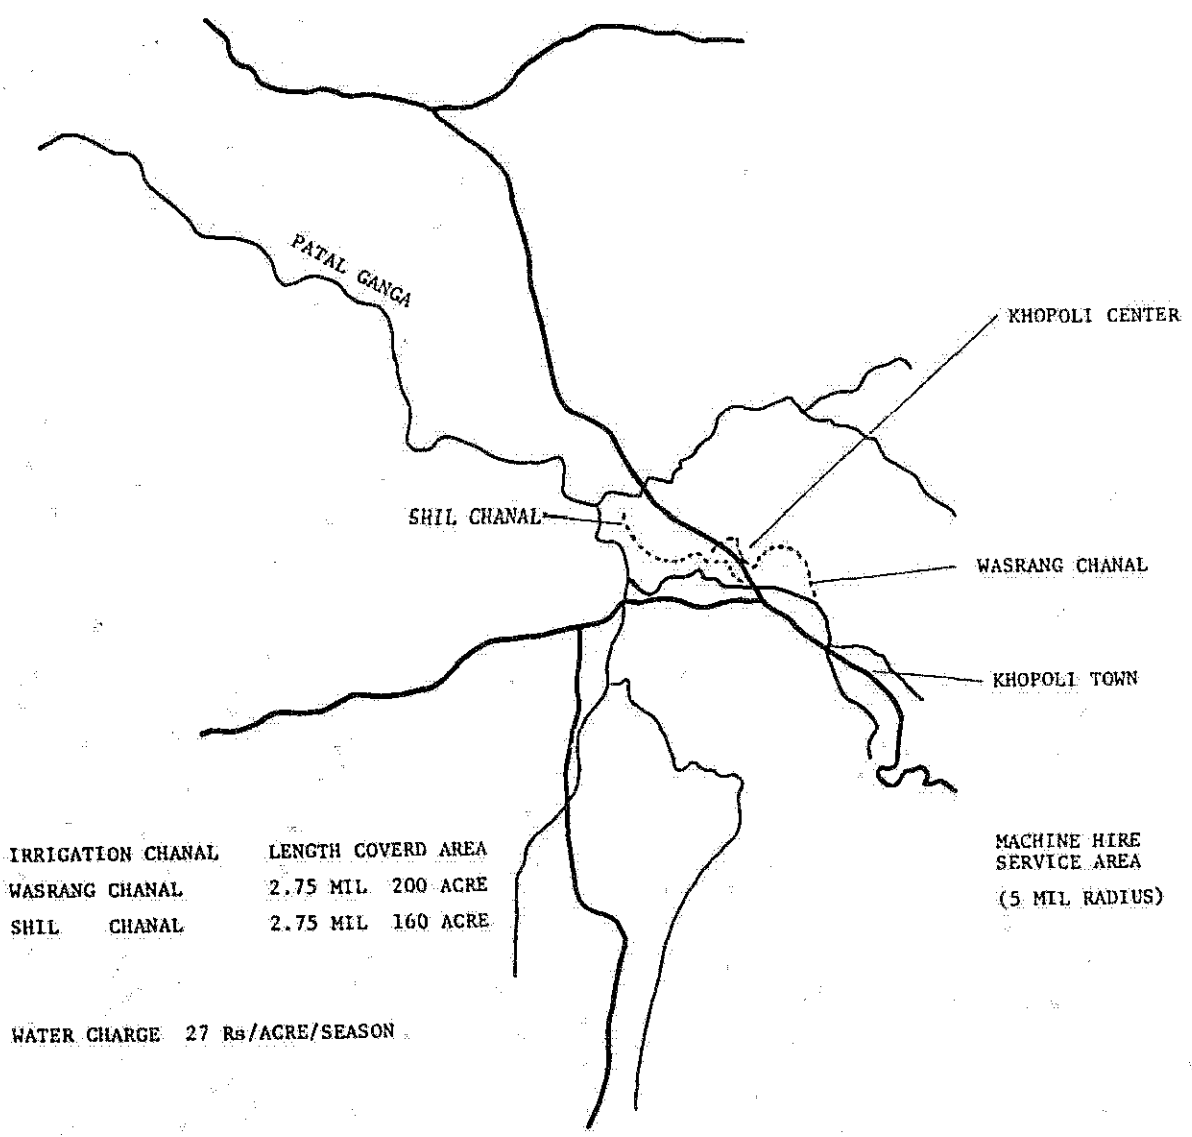 PATAL GANGA
KHOPOLI CENTER
SHIL CHANAL
WASRANG CHANAL
KHOPOLI TOWN
IRRIGATION CHANAL LENGTH COVERD AREA
WASRANG CHANAL 2.75 MIL 200 ACRE
SHIL CHANAL 2.75 MIL 160 ACRE
MACHINE HIRE
SERVICE AREA
(5 MIL RADIUS)
WATER CHARGE 27 Rs/ACRE/SEASON